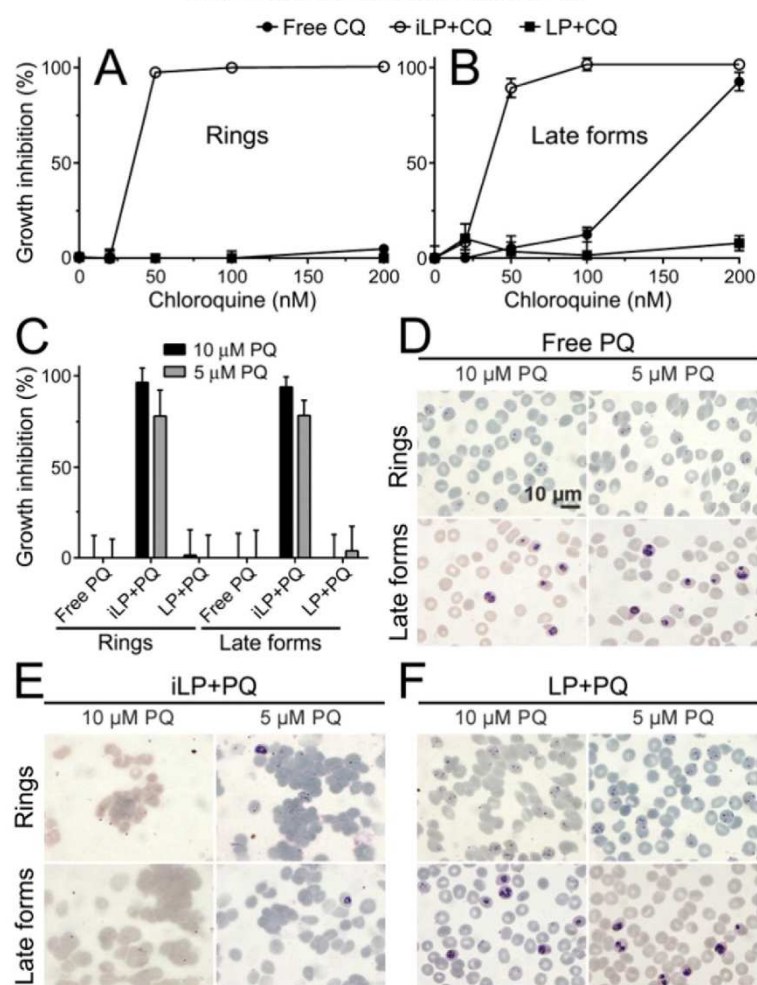 Free CQ iLP+CQ LP+CQ
A
B
Growth inhibition (%)
100
50
0
Rings
0 50 100 150 200
Chloroquine (nM)
100
50
0
Late forms
0 50 100 150 200
Chloroquine (nM)
C
10 µM PQ
5 µM PQ
Growth inhibition (%)
100
50
0
Free PQ iLP+PQ LP+PQ Free PQ iLP+PQ LP+PQ
Rings Late forms
D
Free PQ
10 µM PQ 5 µM PQ
Rings
10 µm
Late forms
E
iLP+PQ
10 µM PQ 5 µM PQ
Rings
Late forms
F
LP+PQ
10 µM PQ 5 µM PQ